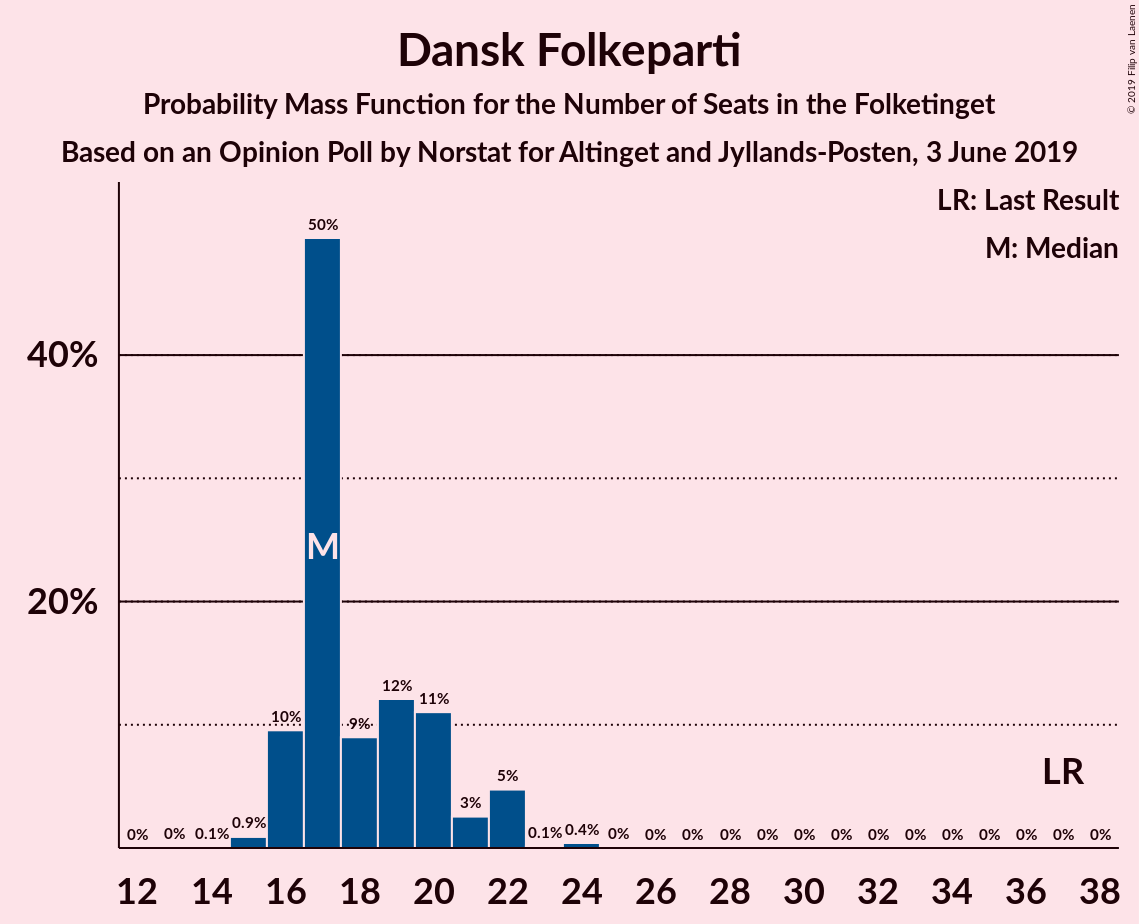 Dansk Folkeparti
Probability Mass Function for the Number of Seats in the Folketinget
Based on an Opinion Poll by Norstat for Altinget and Jyllands-Posten, 3 June 2019
© 2019 Filip van Laenen
LR: Last Result
M: Median
50%
40%
M
20%
12%
11%
10%
9%
LR
5%
3%
0% 0% 0.1% 0.9% 0.1% 0.4% 0% 0% 0% 0% 0% 0% 0% 0% 0% 0% 0% 0% 0% 0%
12 14 16 18 20 22 24 26 28 30 32 34 36 38